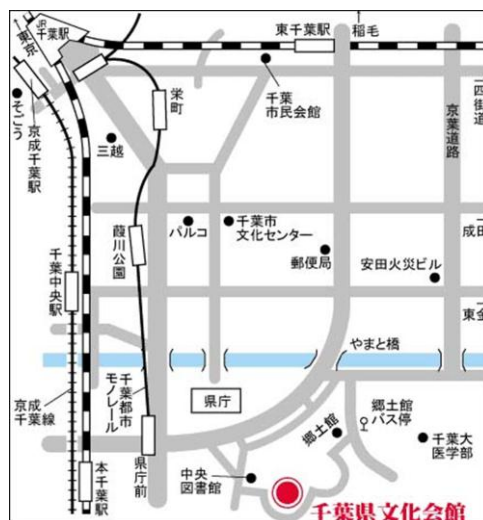 JR
千葉駅
東京
東千葉駅
稲毛
そごう
京成千葉駅
三越
栄町
千葉
市民会館
京葉道路
四街道
葭川公園
パルコ
千葉市
文化センター
郵便局
成田
安田火災ビル
千葉中央駅
東金
やまと橋
京成
千葉線
千葉都市
モノレール
県庁
県庁前
郷土館
郷土館
バス停
千葉大
医学部
本千葉駅
中央
図書館
千葉県文化会館